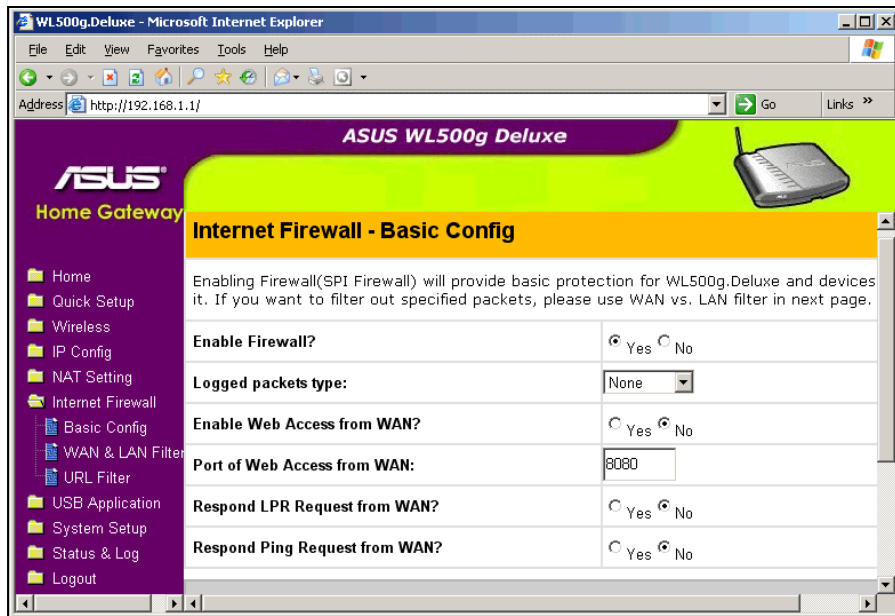 WL500g.Deluxe - Microsoft Internet Explorer
File Edit View Favorites Tools Help
Address http://192.168.1.1/ Go Links »
ASUS WL500g Deluxe
ASUS
Home Gateway
Home
Quick Setup
Wireless
IP Config
NAT Setting
Internet Firewall
Basic Config
WAN & LAN Filter
URL Filter
USB Application
System Setup
Status & Log
Logout
Internet Firewall - Basic Config
Enabling Firewall(SPI Firewall) will provide basic protection for WL500g.Deluxe and devices
it. If you want to filter out specified packets, please use WAN vs. LAN filter in next page.
Enable Firewall? Yes No
Logged packets type: None
Enable Web Access from WAN? Yes No
Port of Web Access from WAN: 8080
Respond LPR Request from WAN? Yes No
Respond Ping Request from WAN? Yes No